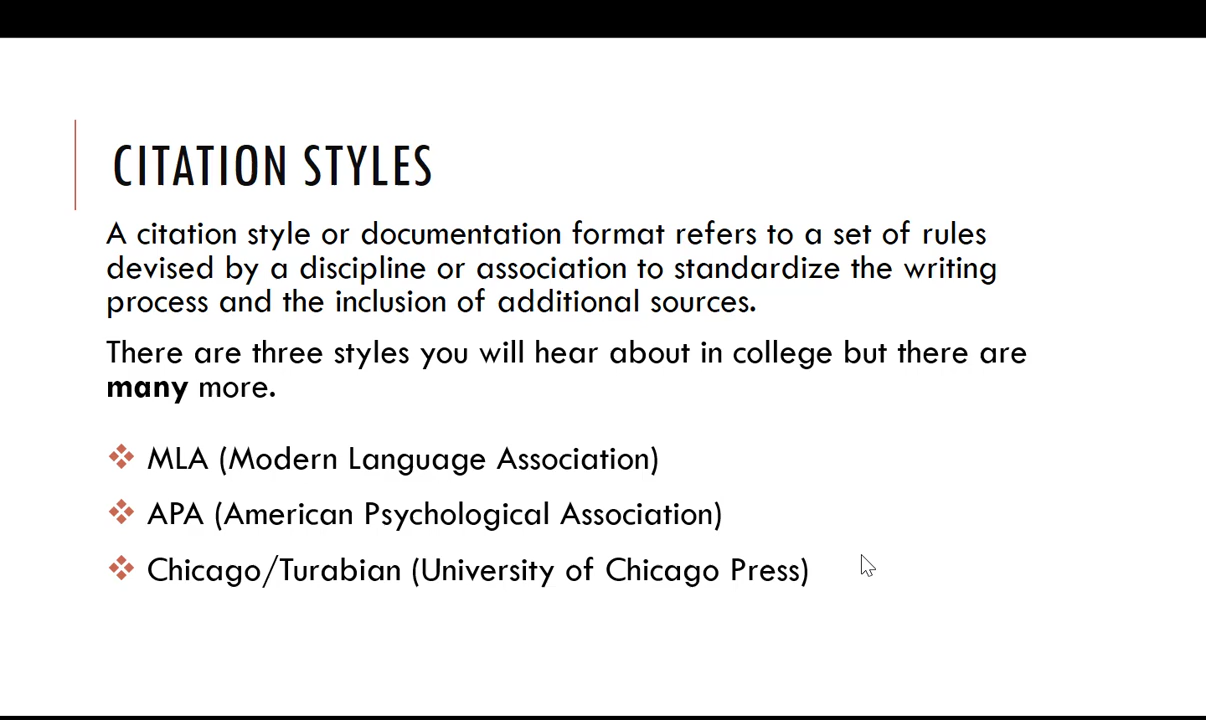 CITATION STYLES
A citation style or documentation format refers to a set of rules
devised by a discipline or association to standardize the writing
process and the inclusion of additional sources.
There are three styles you will hear about in college but there are
many more.
MLA (Modern Language Association)
APA (American Psychological Association)
Chicago/Turabian (University of Chicago Press)